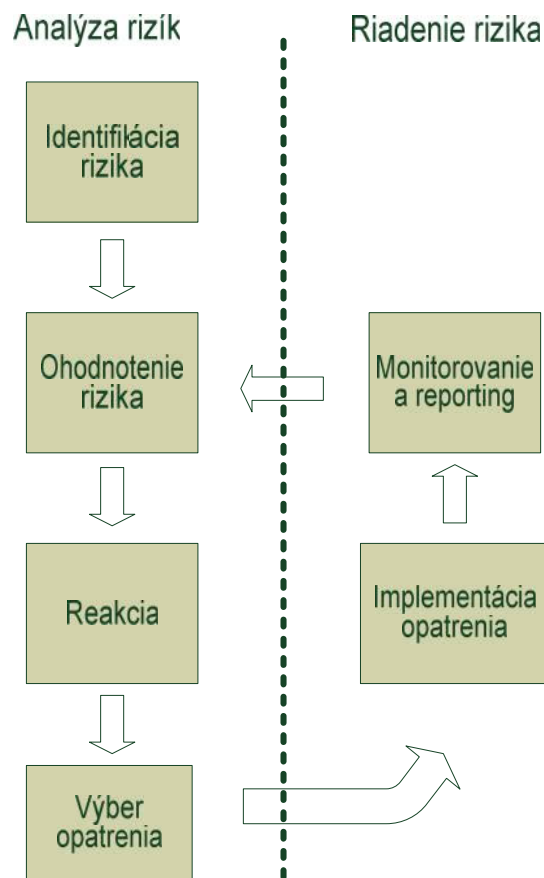 Analýza rizík
Riadenie rizika
Identifikácia
rizika
Ohodnotenie
rizika
Monitorovanie
a reporting
Reakcia
Implementácia
opatrenia
Výber
opatrenia